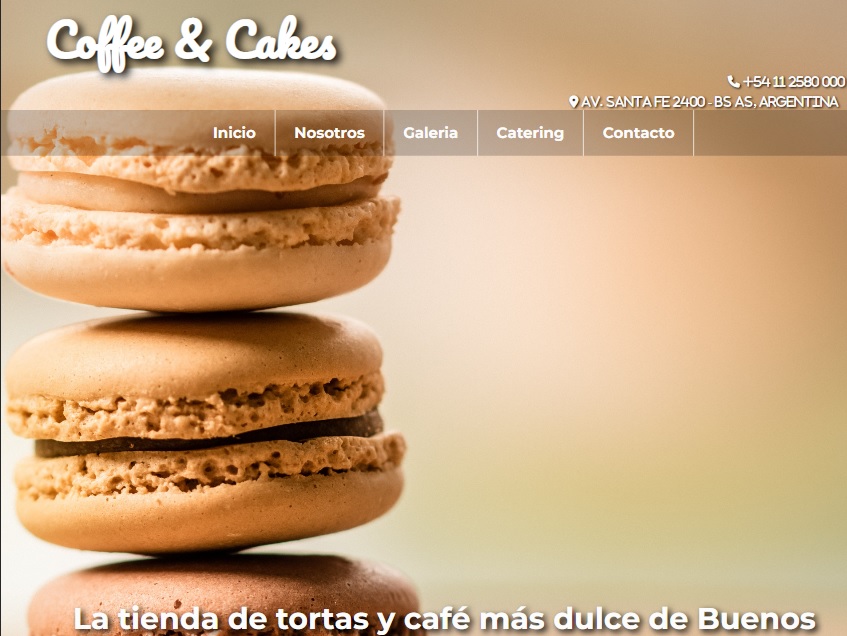 Coffee & Cakes
+54 11 2580 000
AV. SANTA FE 2400 - BS AS. ARGENTINA
Inicio Nosotros Galeria Catering Contacto
La tienda de tortas y café más dulce de Buenos